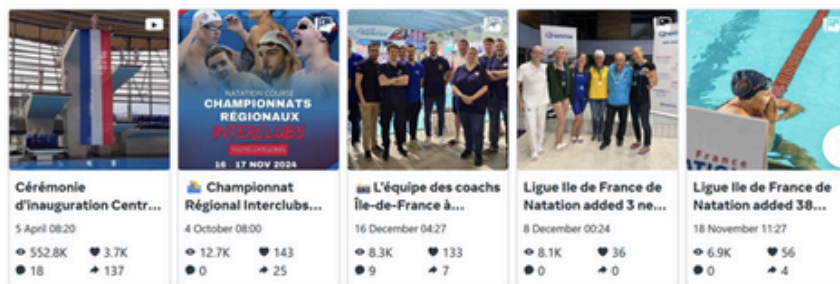 NATATION COURSE
CHAMPIONNATS
RÉGIONAUX
INTERCLUBS
TOUTES CATÉGORIES
16 - 17 NOV 2024
France
Cérémonie
d'inauguration Centr...
5 April 08:20
552.8K 3.7K
18 137
Championnat
Régional Interclubs...
4 October 08:00
12.7K 143
0 25
L'équipe des coachs
Île-de-France à...
16 December 04:27
8.3K 133
9 7
Ligue Ile de France de
Natation added 3 ne...
8 December 00:24
8.1K 36
0 0
Ligue Ile de France de
Natation added 38...
18 November 11:27
6.9K 56
0 4